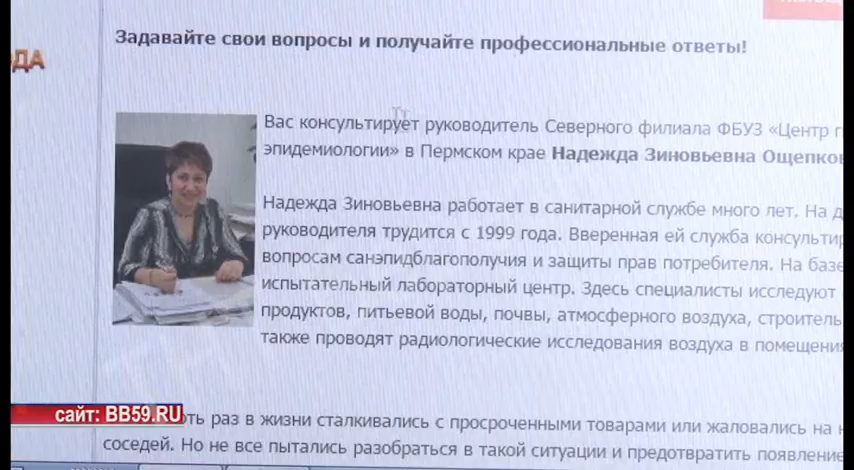 Задавайте свои вопросы и получайте профессиональные ответы!
ОДА
Вас консультирует руководитель Северного филиала ФБУЗ «Центр г
эпидемиологии» в Пермском крае Надежда Зиновьевна Ощепков
Надежда Зиновьевна работает в санитарной службе много лет. На д
руководителя трудится с 1999 года. Вверенная ей служба консультир
вопросам санэпидблагополучия и защиты прав потребителя. На базе
испытательный лабораторный центр. Здесь специалисты исследуют
продуктов, питьевой воды, почвы, атмосферного воздуха, строитель
также проводят радиологические исследования воздуха в помещения
сайт: BB59.RU
оть раз в жизни сталкивались с просроченными товарами или жаловались на н
соседей. Но не все пытались разобраться в такой ситуации и предотвратить появление